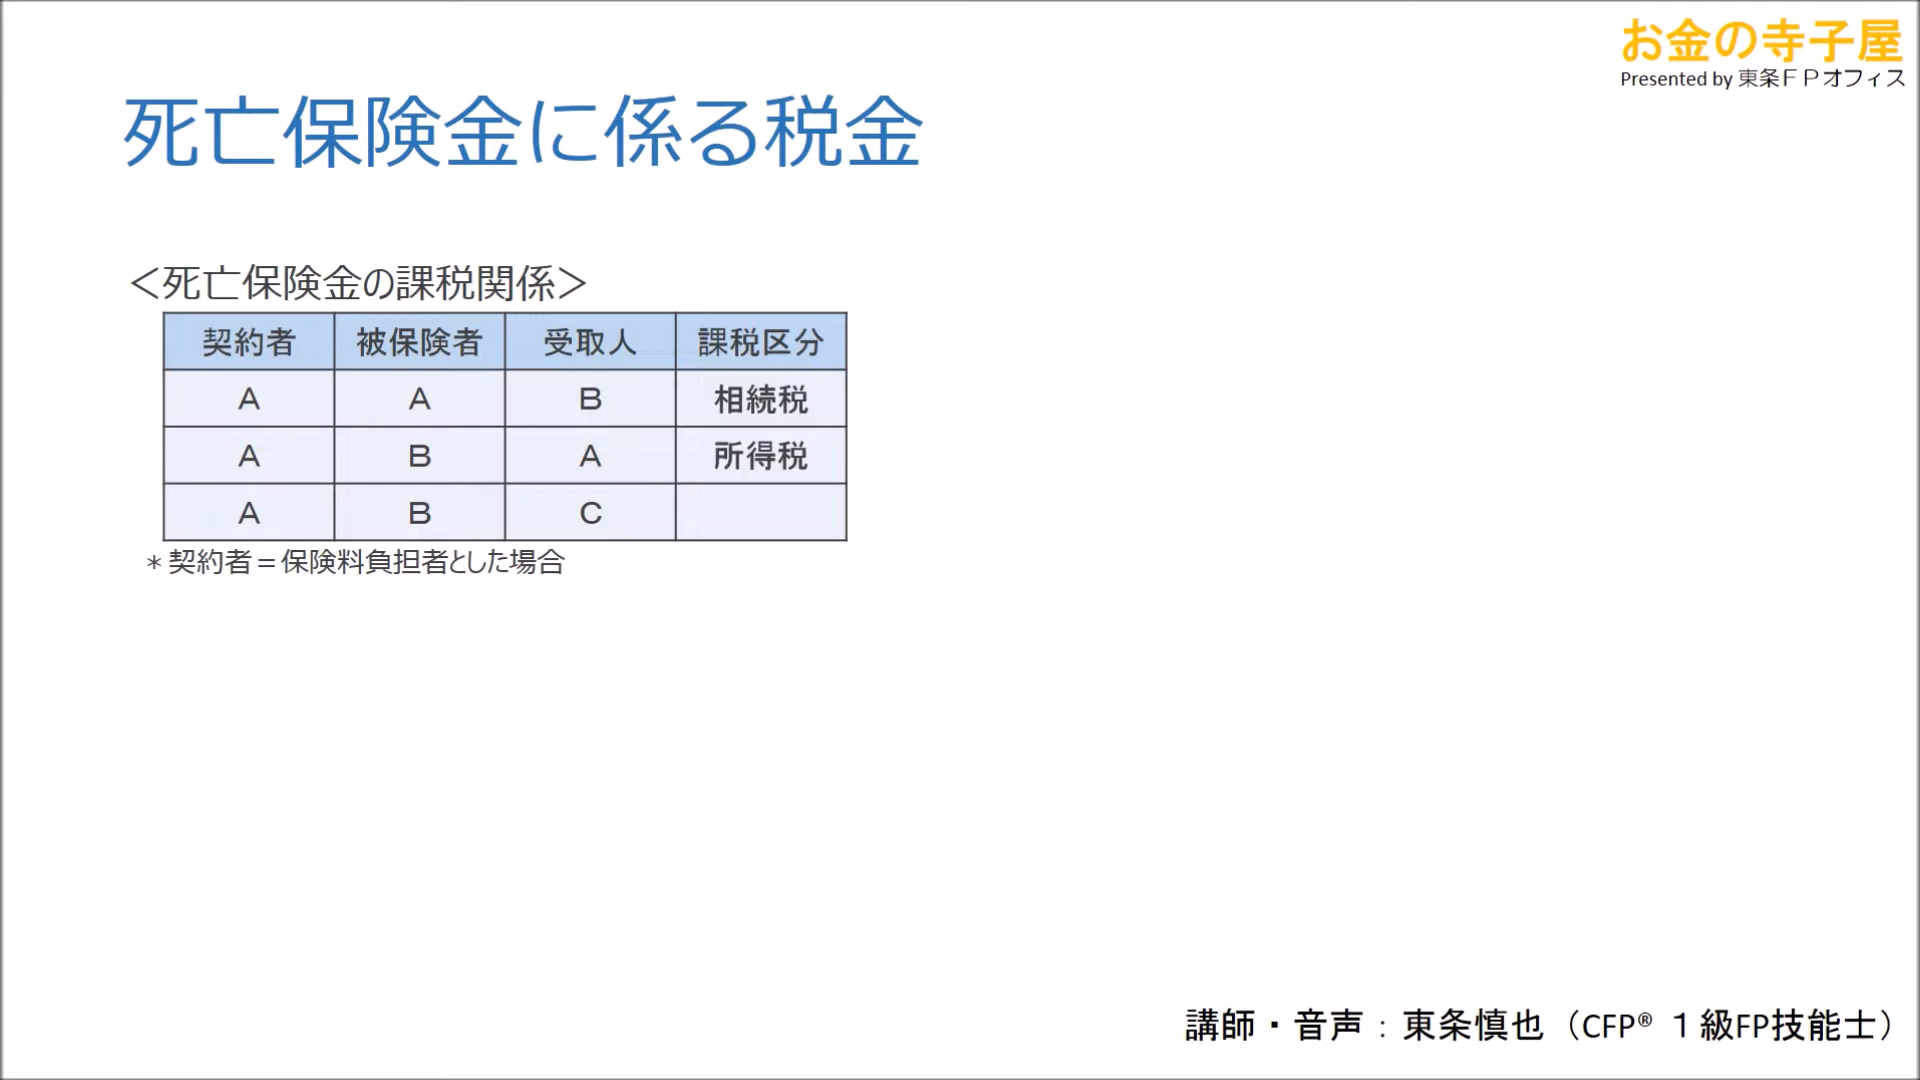 お金の寺子屋
Presented by 東条ＦＰオフィス
死亡保険金に係る税金
＜死亡保険金の課税関係＞
契約者 被保険者 受取人 課税区分
A A B 相続税
A B A 所得税
A B C
＊契約者＝保険料負担者とした場合
講師・音声：東条慎也（CFP® １級FP技能士）